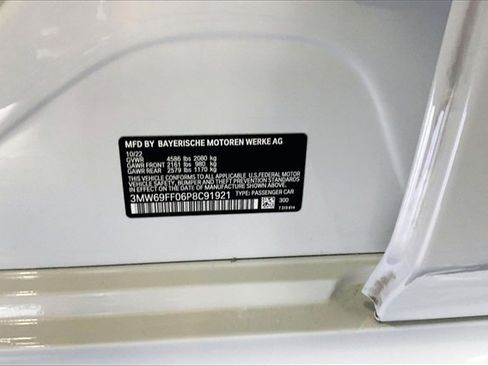 MFD BY BAYERISCHE MOTOREN WERKE AG
10/22
GVWR 4586 lbs 2080 kg
GAWR FRONT 2161 lbs 980 kg
GAWR REAR 2579 lbs 1170 kg
THIS VEHICLE CONFORMS TO ALL APPLICABLE U.S.FEDERAL MOTOR
VEHICLE SAFETY, BUMPER, AND THEFT PREVENTION STANDARDS IN
EFFECT ON THE DATE OF MANUFACTURE SHOWN ABOVE.
3MW69FF06P8C91921 TYPE: PASSENGER CAR
300